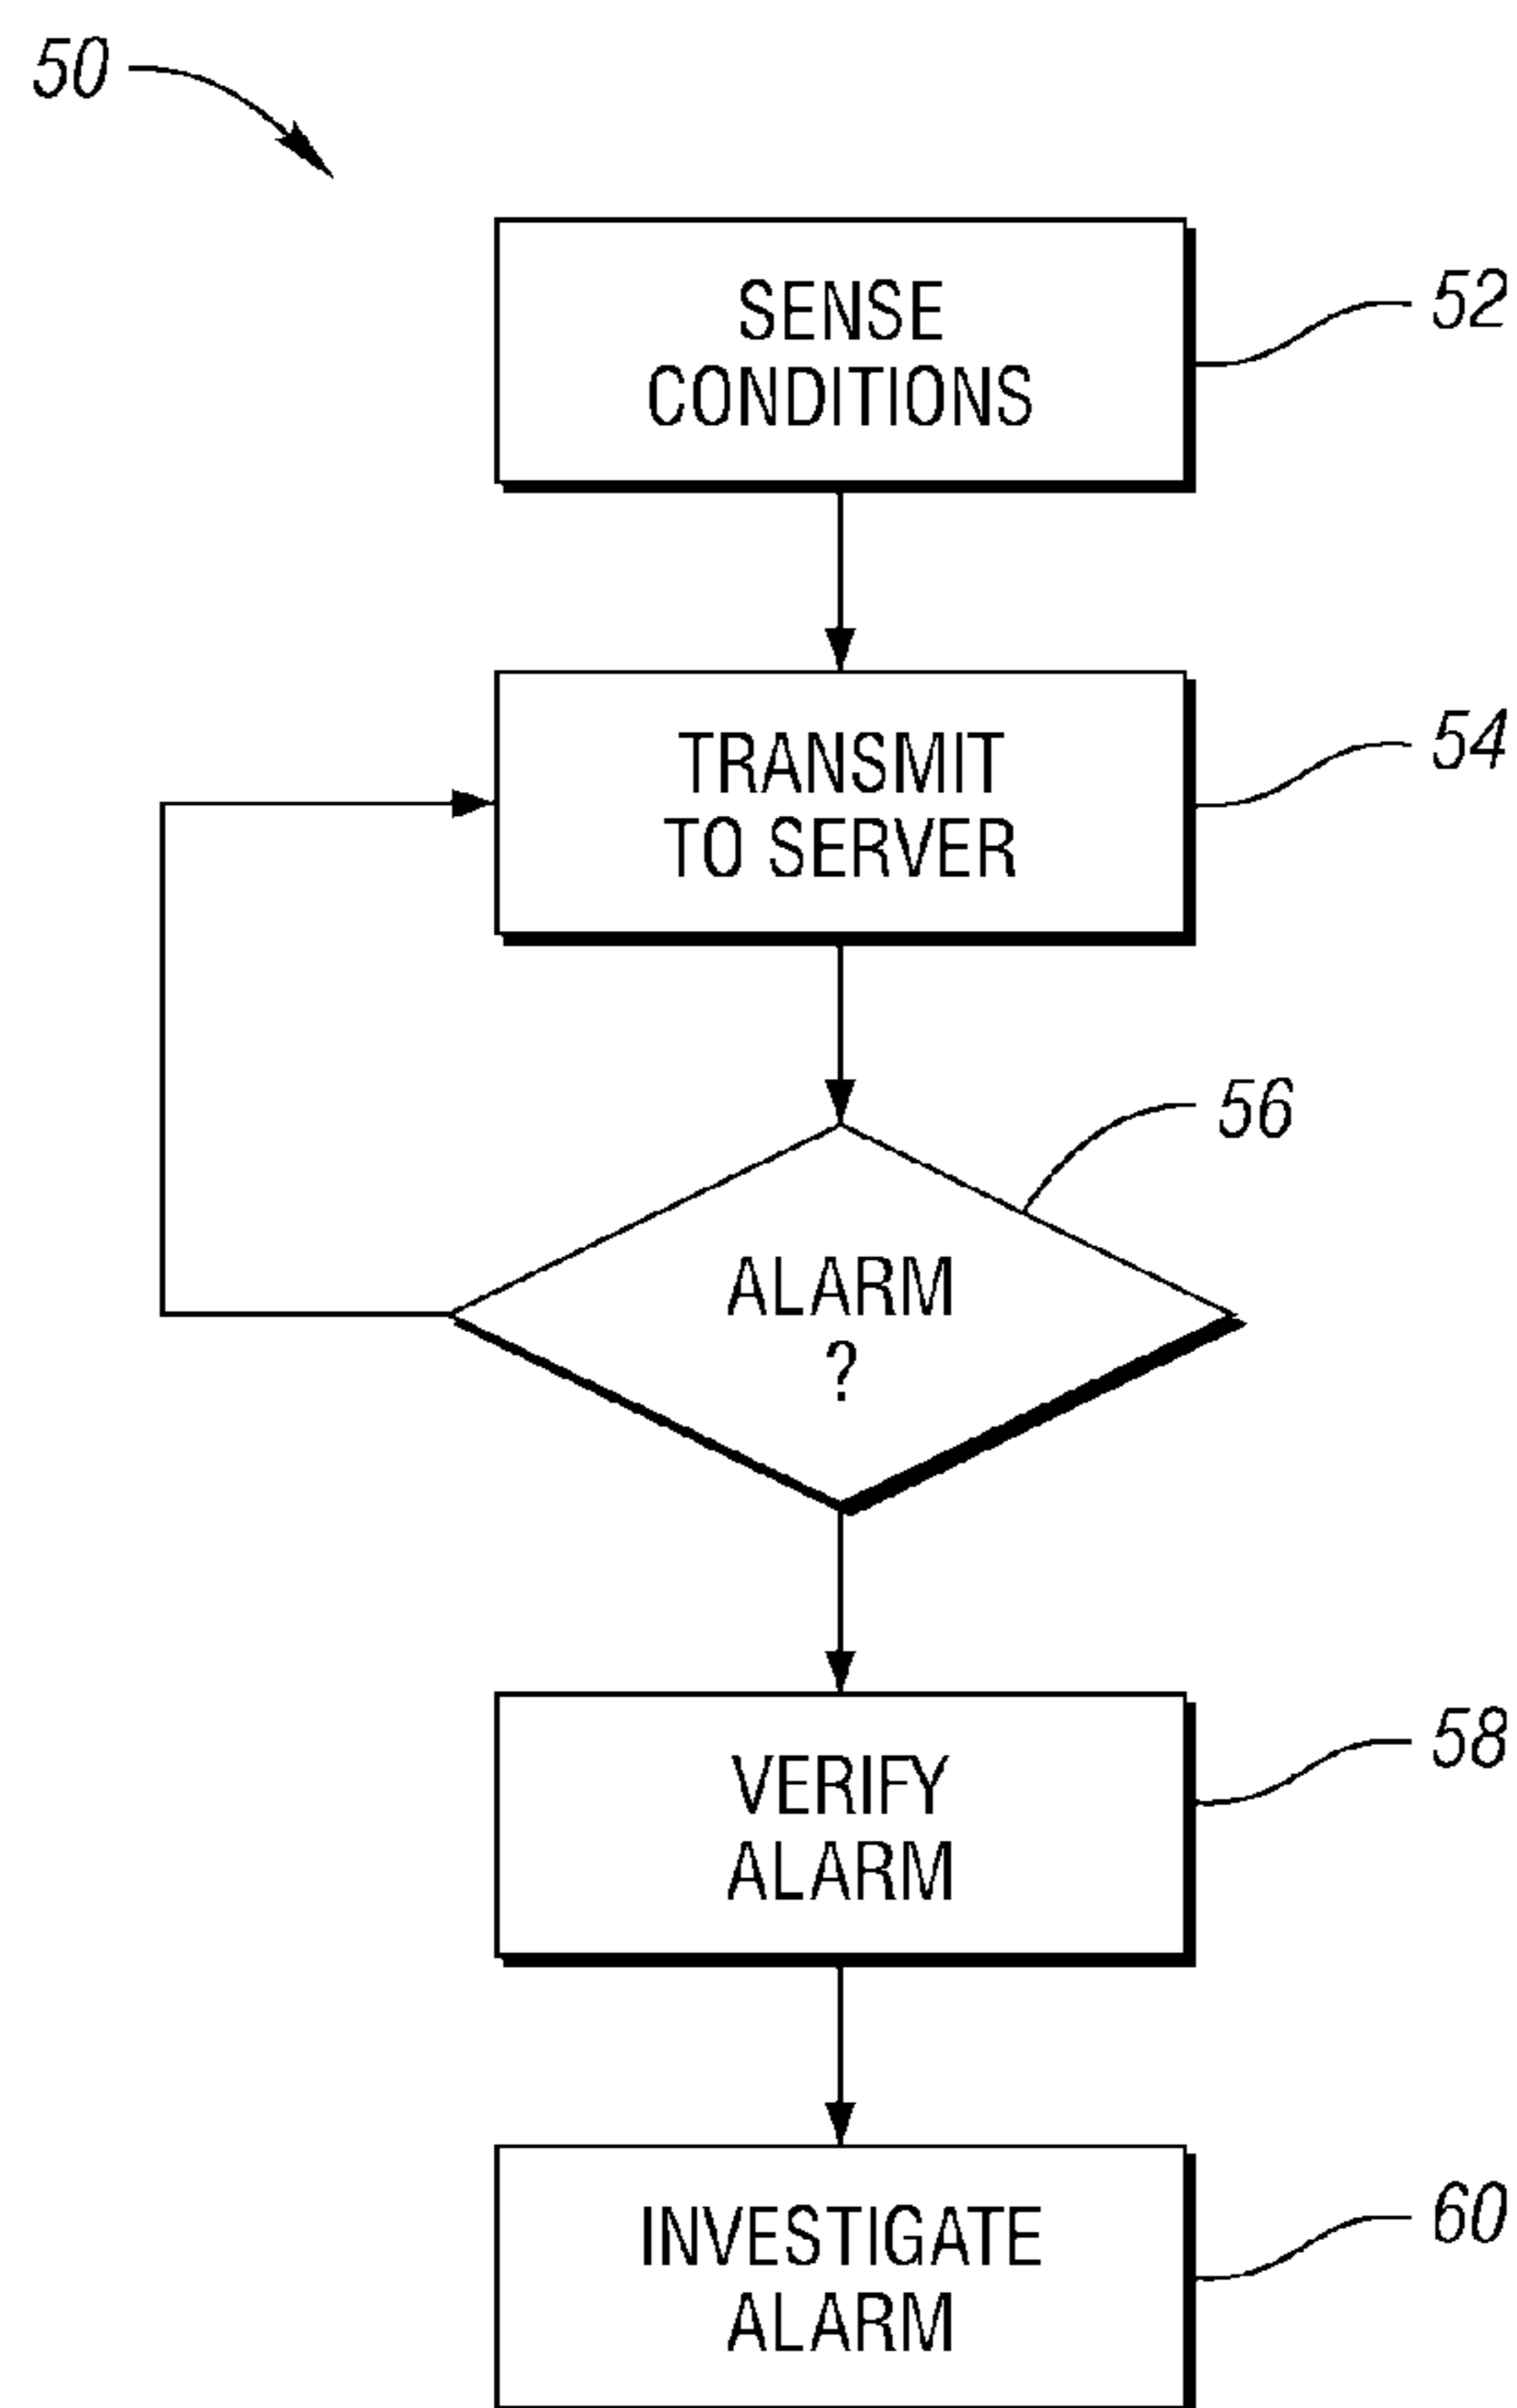 50
SENSE
CONDITIONS
52
TRANSMIT
TO SERVER
54
56
ALARM
?
VERIFY
ALARM
58
INVESTIGATE
ALARM
60